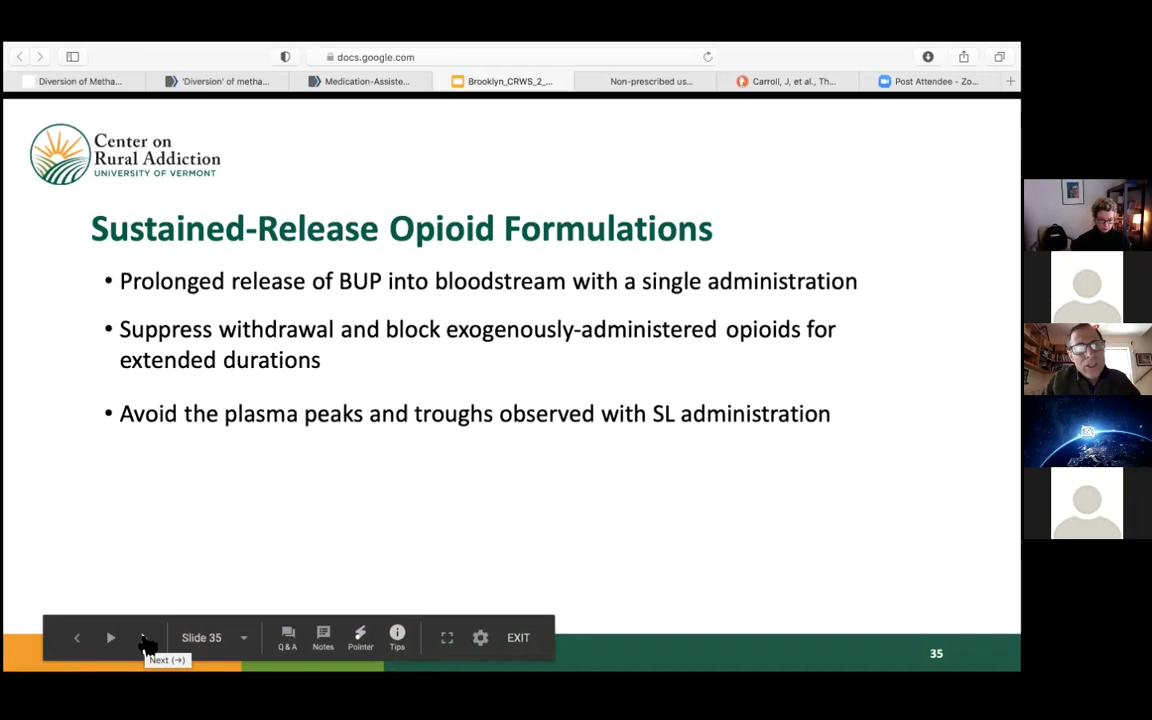 docs.google.com
Diversion of Metha...
'Diversion' of metha...
Medication-Assiste...
Brooklyn_CRWS_2_...
Non-prescribed us...
Carroll, J, et al., Th...
Post Attendee - Zo...
Center on
Rural Addiction
UNIVERSITY OF VERMONT
Sustained-Release Opioid Formulations
• Prolonged release of BUP into bloodstream with a single administration
• Suppress withdrawal and block exogenously-administered opioids for
extended durations
• Avoid the plasma peaks and troughs observed with SL administration
Slide 35
Q & A
Notes
Pointer
Tips
EXIT
Next (→)
35